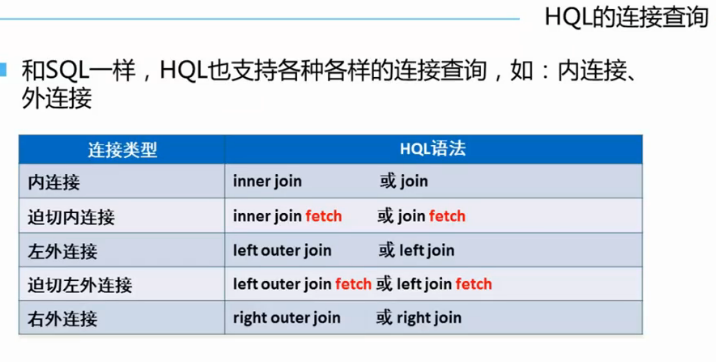 HQL的连接查询
和SQL一样，HQL也支持各种各样的连接查询，如：内连接、
外连接
连接类型 HQL语法
内连接 inner join 或 join
迫切内连接 inner join fetch 或 join fetch
左外连接 left outer join 或 left join
迫切左外连接 left outer join fetch 或 left join fetch
右外连接 right outer join 或 right join